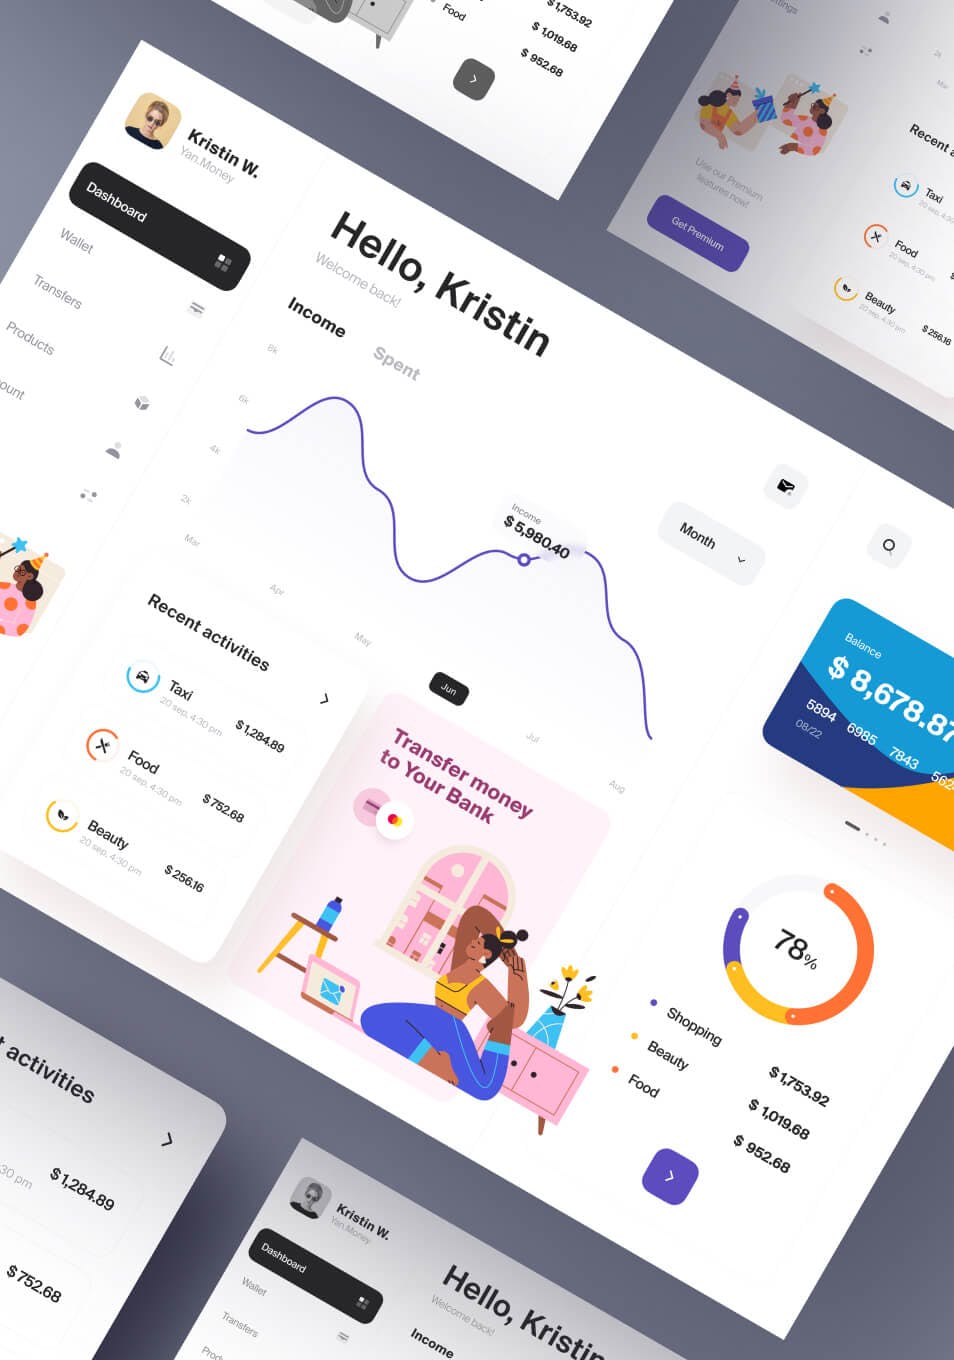 Food
$ 1,753.92
$ 1,019.68
$ 952.68
Use our Premium
features now!
Get Premium
Mar
Recent a
Taxi
20 sep, 4:30 pm
Food
20 sep, 4:30 pm
Beauty
20 sep, 4:30 pm
$ 256.16
Kristin W.
Yan.Money
Dashboard
Wallet
Transfers
Products
ount
Hello, Kristin
Welcome back!
Income
Spent
8k
6k
4k
2k
Mar
Apr
May
Jun
Jul
Aug
Income
$ 5,980.40
Month
Recent activities
Taxi
20 sep, 4:30 pm
$ 1,284.89
Food
20 sep, 4:30 pm
$ 752.68
Beauty
20 sep, 4:30 pm
$ 256.16
Transfer money
to Your Bank
Balance
$ 8,678.87
5894 6985 7843 562
08/22
78%
Shopping
Beauty
Food
$ 1,753.92
$ 1,019.68
$ 952.68
t activities
:30 pm
$ 1,284.89
$ 752.68
Kristin W.
Yan.Money
Dashboard
Wallet
Transfers
Prod
Hello, Kristin
Welcome back!
Income